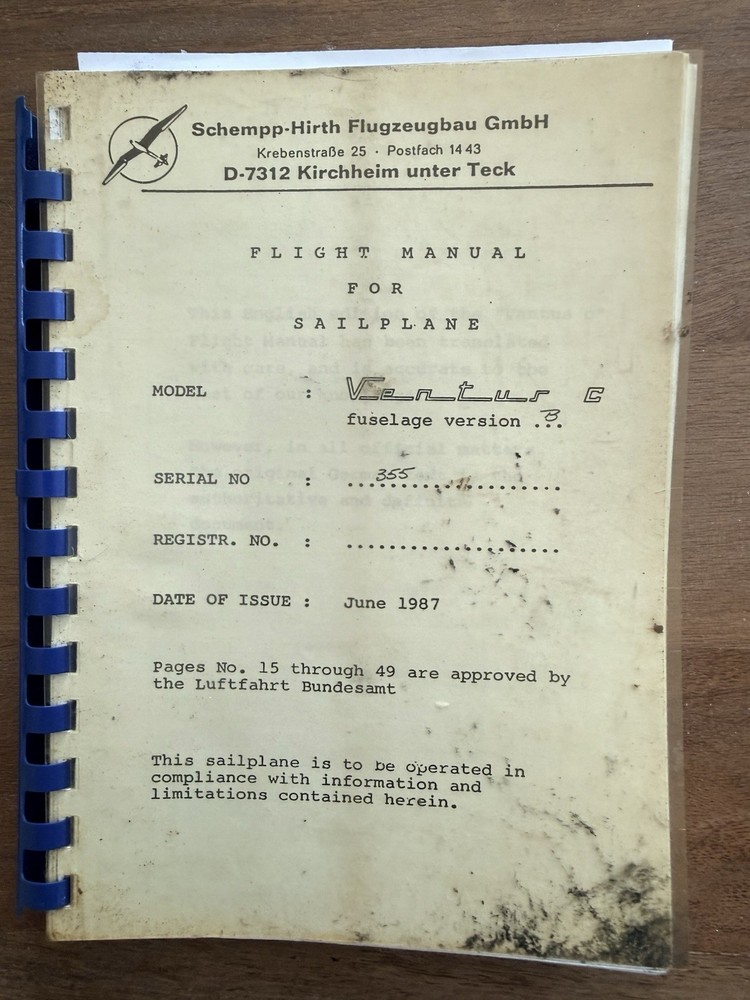 Schempp-Hirth Flugzeugbau GmbH
Krebenstraße 25 · Postfach 1443
D-7312 Kirchheim unter Teck
FLIGHT MANUAL
FOR
SAILPLANE
MODEL : Ventus C
fuselage version .B..
SERIAL NO : ...355................
REGISTR. NO. : ....................
DATE OF ISSUE : June 1987
Pages No. 15 through 49 are approved by
the Luftfahrt Bundesamt
This sailplane is to be operated in
compliance with information and
limitations contained herein.